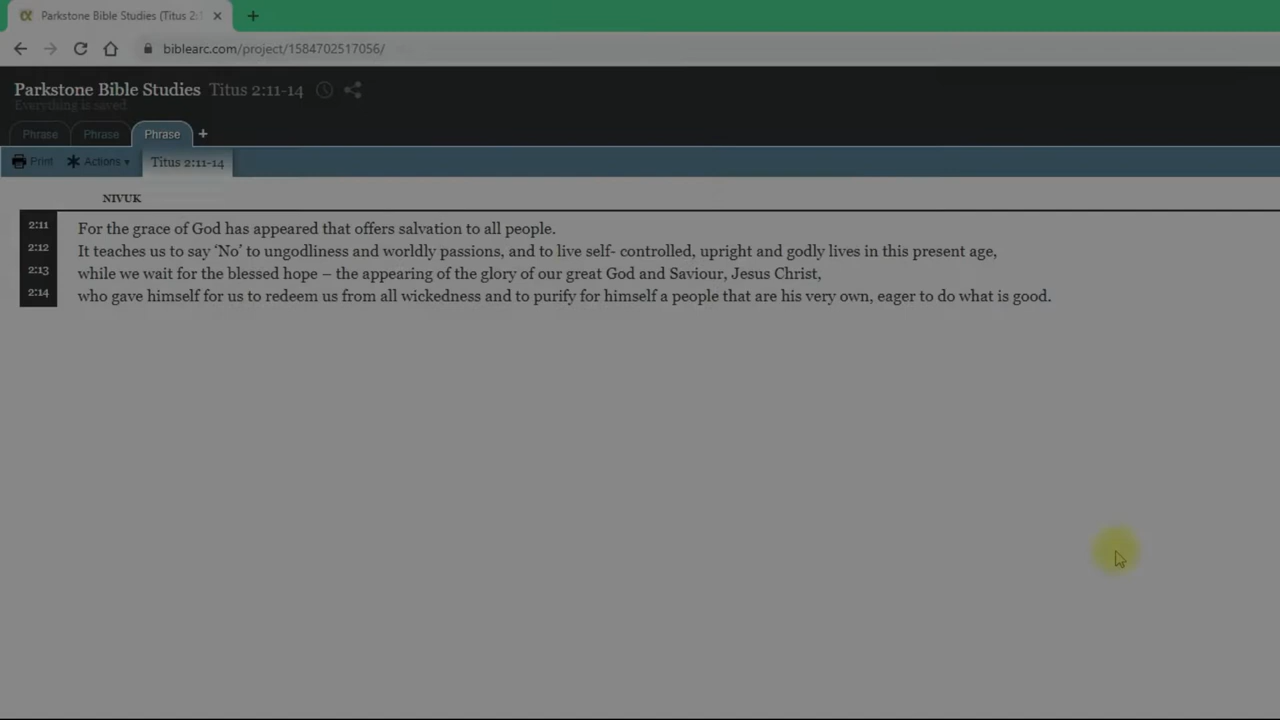 Parkstone Bible Studies (Titus 2:1
biblearc.com/project/1584702517056/
Parkstone Bible Studies Titus 2:11-14
Everything is saved
Phrase Phrase Phrase +
Print Actions ▾ Titus 2:11-14
NIVUK
2:11 For the grace of God has appeared that offers salvation to all people.
2:12 It teaches us to say ‘No’ to ungodliness and worldly passions, and to live self- controlled, upright and godly lives in this present age,
2:13 while we wait for the blessed hope – the appearing of the glory of our great God and Saviour, Jesus Christ,
2:14 who gave himself for us to redeem us from all wickedness and to purify for himself a people that are his very own, eager to do what is good.